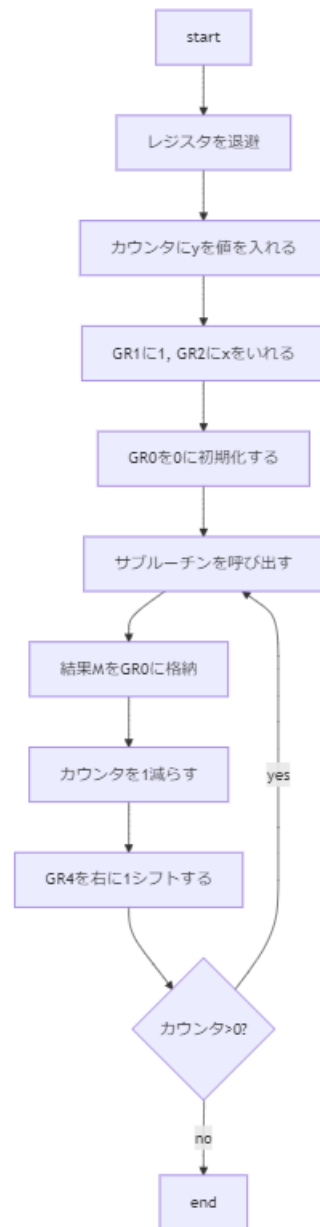 start
レジスタを退避
カウンタにyを値を入れる
GR1に1, GR2にxをいれる
GR0を0に初期化する
サブルーチンを呼び出す
結果MをGR0に格納
カウンタを1減らす
yes
GR4を右に1シフトする
カウンタ>0?
no
end